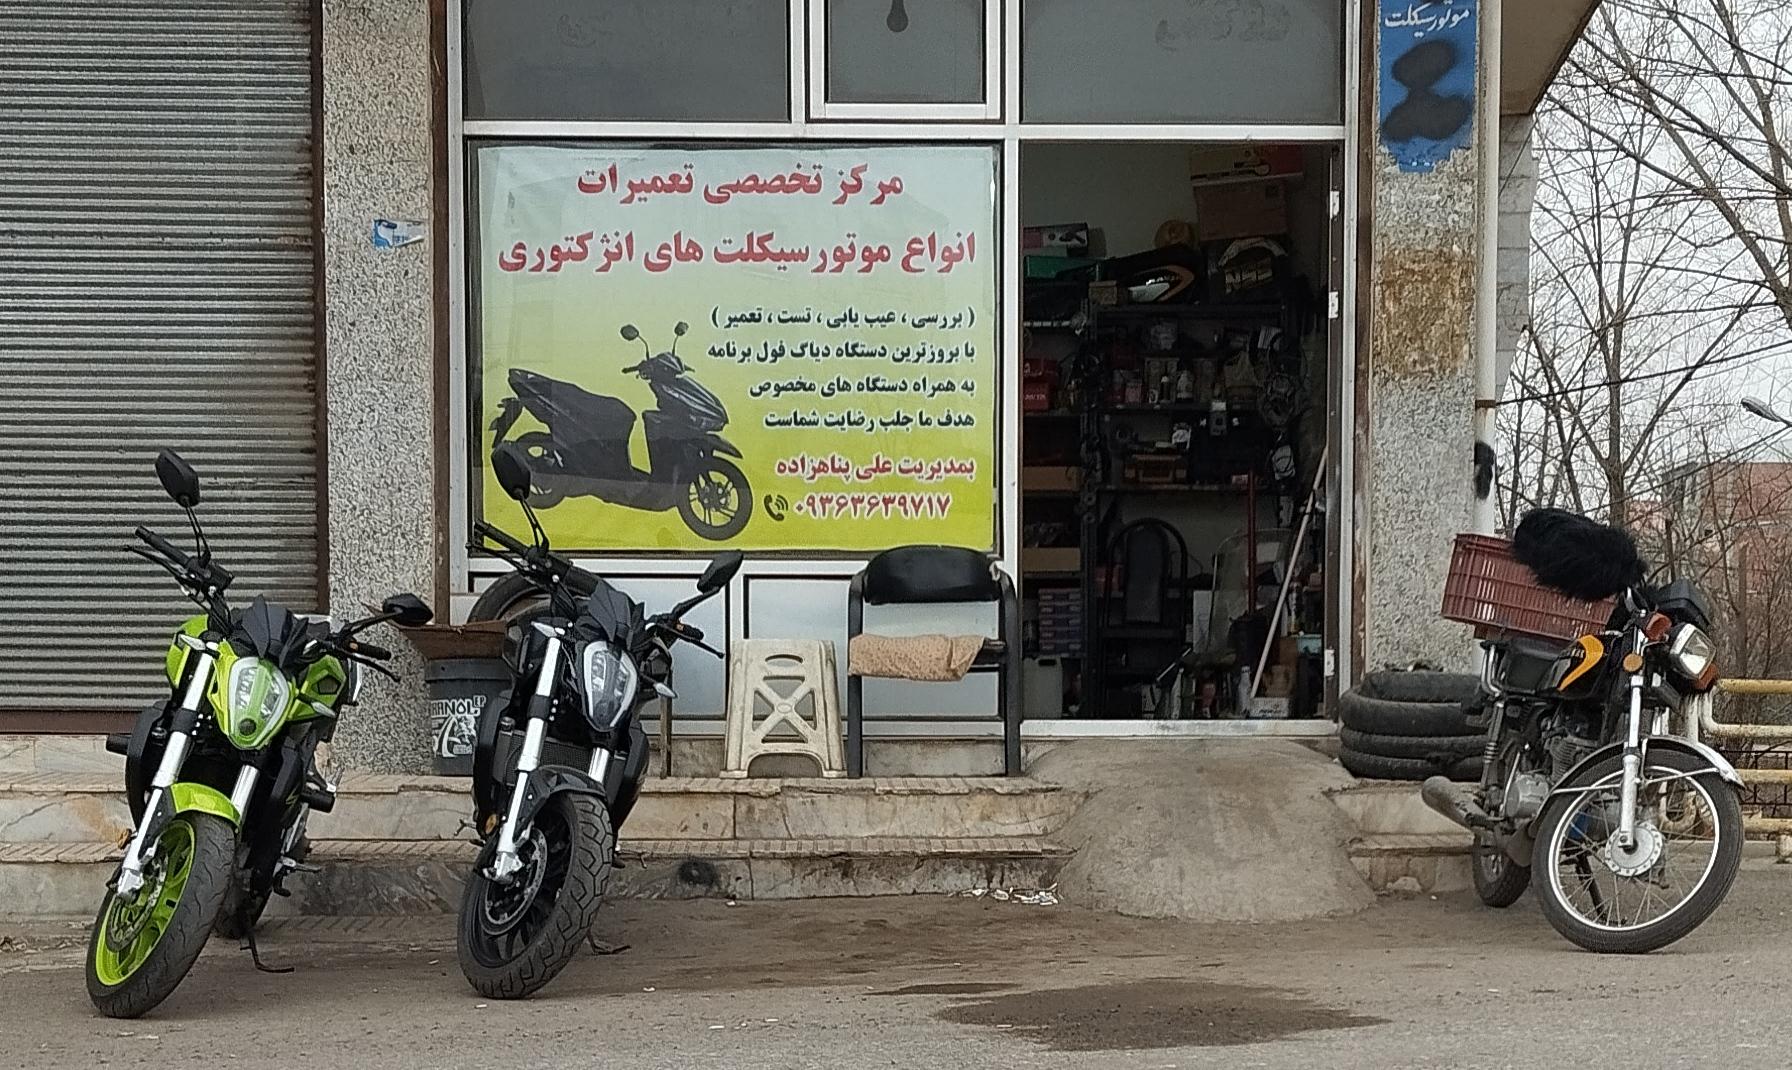 موتورسیکلت
مرکز تخصصی تعمیرات
انواع موتورسیکلت های انژکتوری
( بررسی ، عیب یابی ، تست ، تعمیر )
با بروزترین دستگاه دیاگ فول برنامه
به همراه دستگاه های مخصوص
هدف ما جلب رضایت شماست
بمدیریت علی پناهزاده
۰۹۳۶۳۶۳۹۷۱۷